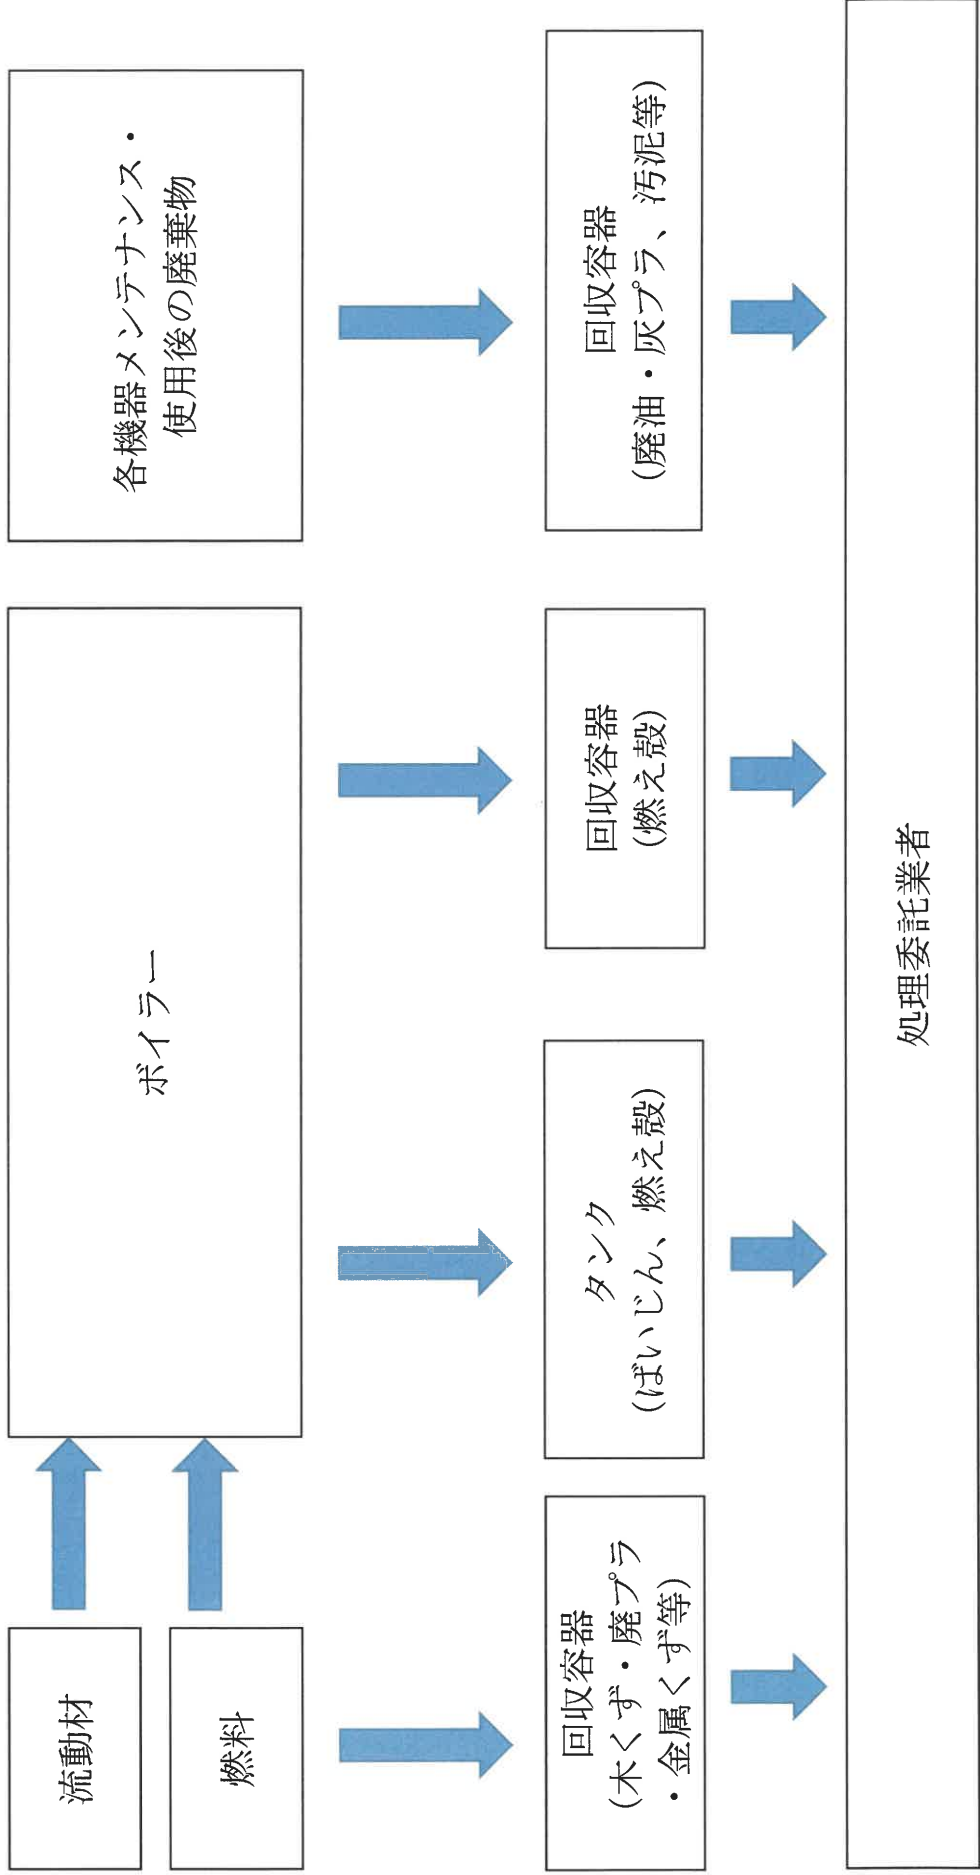 流動材
燃料
ボイラー
各機器メンテナンス・
使用後の廃棄物
回収容器
(木くず・廃プラ
・金属くず等)
タンク
(ばいじん、燃え殻)
回収容器
(燃え殻)
回収容器
(廃油・灰プラ、汚泥等)
処理委託業者